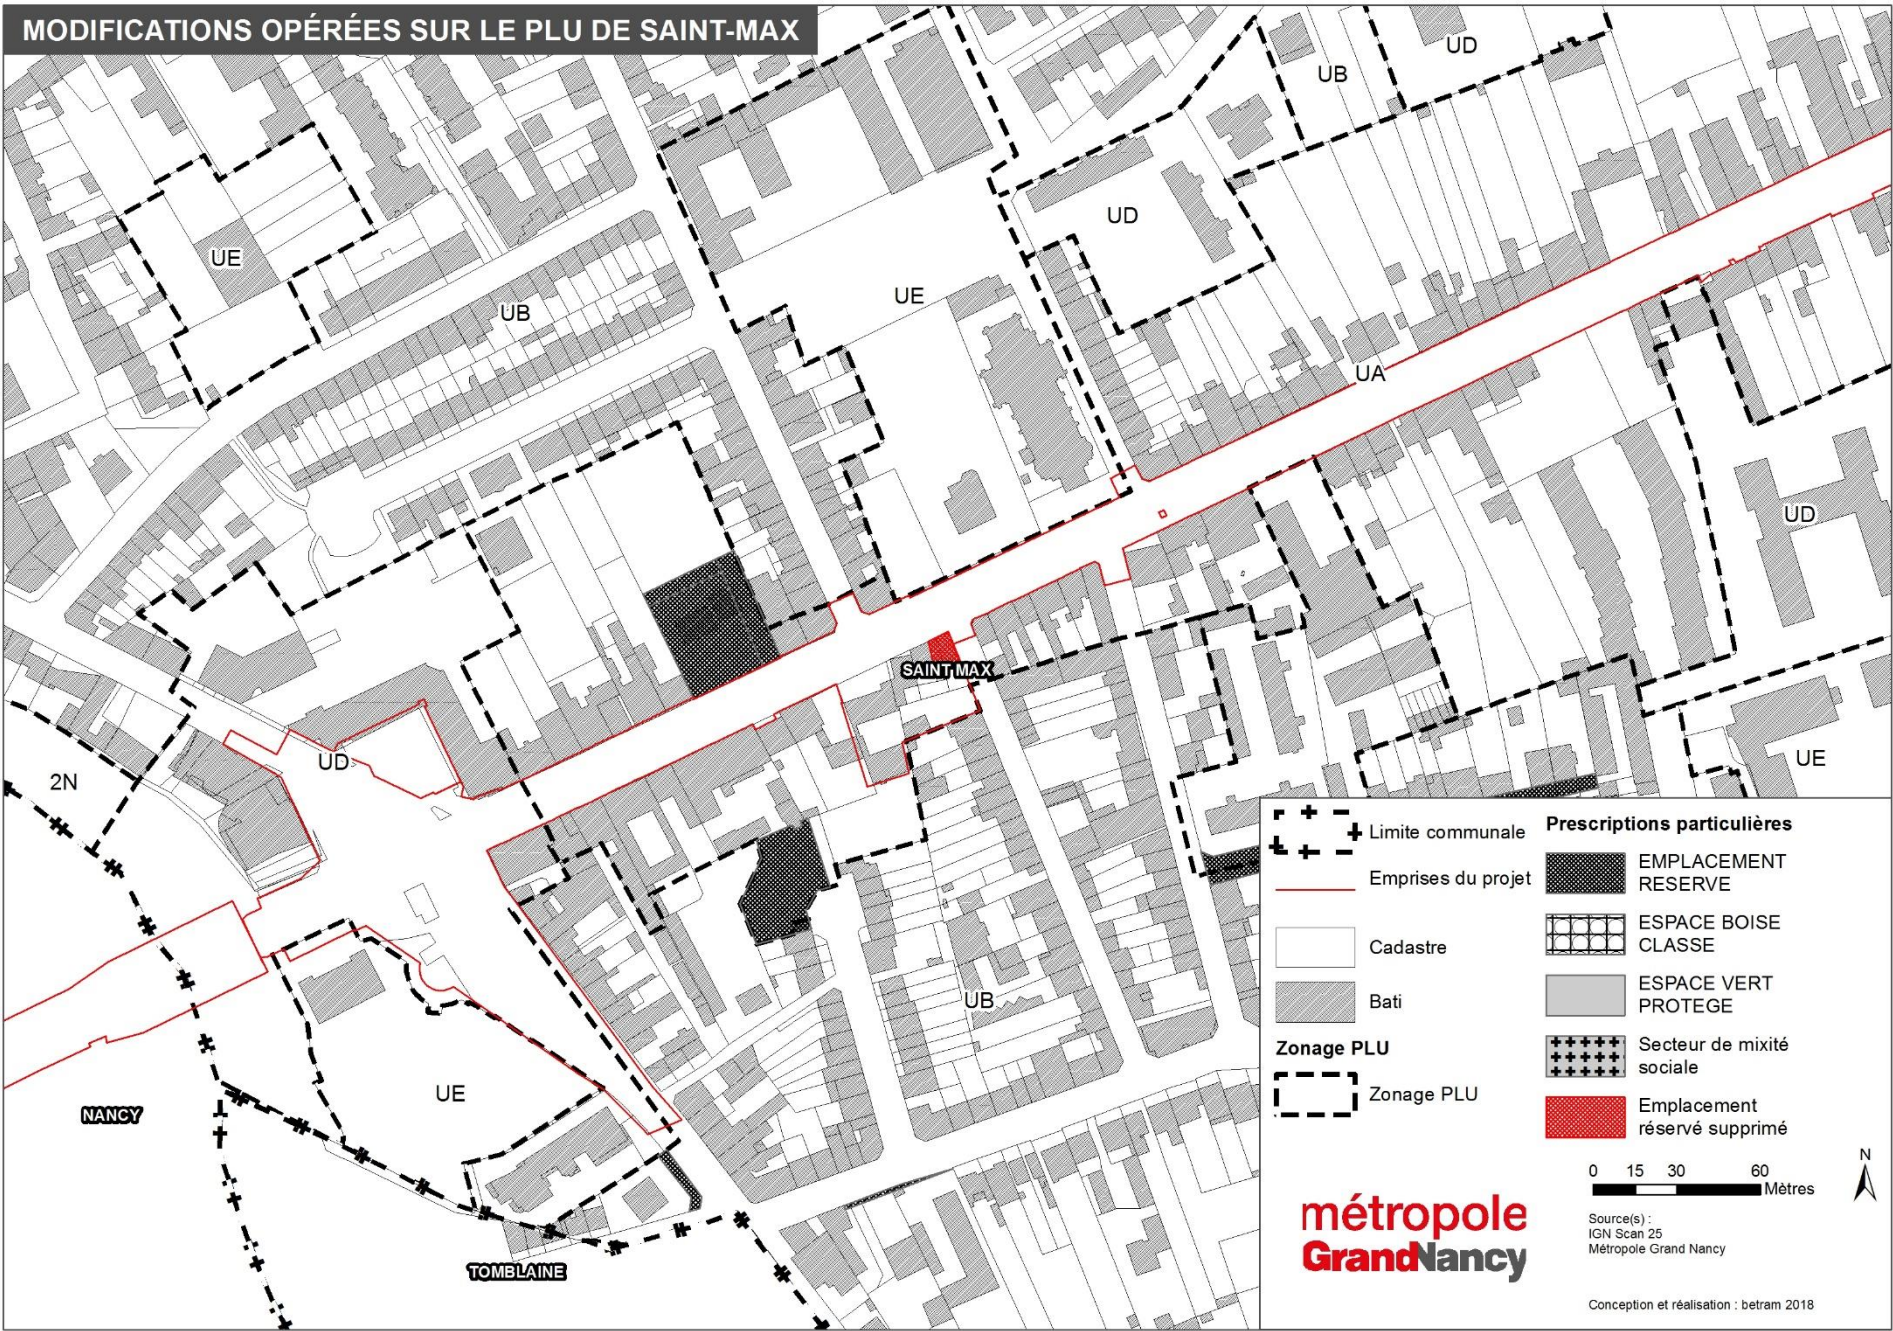 MODIFICATIONS OPÉRÉES SUR LE PLU DE SAINT-MAX
UD
UB
UD
UE
UB
UE
UA
UD
SAINT MAX
UD
2N
UE
UB
UE
NANCY
TOMBLAINE
Limite communale
Emprises du projet
Cadastre
Bati
Zonage PLU
Zonage PLU
Prescriptions particulières
EMPLACEMENT
RESERVE
ESPACE BOISE
CLASSE
ESPACE VERT
PROTEGE
Secteur de mixité
sociale
Emplacement
réservé supprimé
N
0 15 30 60
Mètres
métropole
GrandNancy
Source(s) :
IGN Scan 25
Métropole Grand Nancy
Conception et réalisation : betram 2018